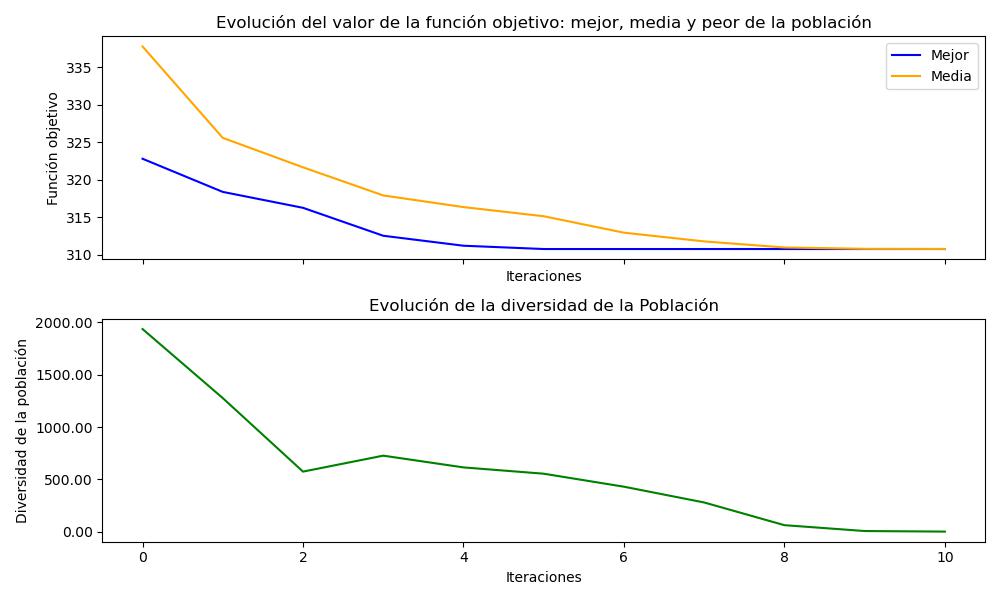 Evolución del valor de la función objetivo: mejor, media y peor de la población
Mejor
Media
Función objetivo
335
330
325
320
315
310
Iteraciones
Evolución de la diversidad de la Población
Diversidad de la población
2000.00
1500.00
1000.00
500.00
0.00
0 2 4 6 8 10
Iteraciones